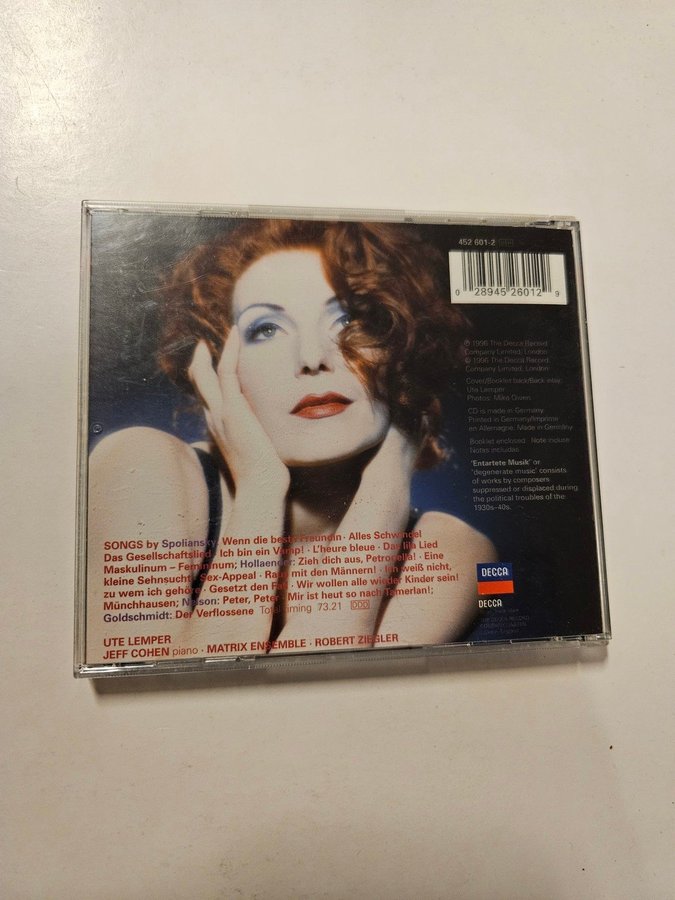 452 601-2 DDD
0 28945 26012 9
℗ 1996 The Decca Record
Company Limited, London
© 1996 The Decca Record
Company Limited, London
Cover/Booklet back/Back inlay:
Ute Lemper
Photos: Mike Owen
CD is made in Germany
Printed in Germany/Imprimé
en Allemagne. Made in Germany
Booklet enclosed Note incluse
Notas incluidas
'Entartete Musik' or
'degenerate music' consists
of works by composers
suppressed or displaced during
the political troubles of the
1930s–40s.
SONGS by Spoliansky: Wenn die beste Freundin · Alles Schwindel
Das Gesellschaftslied · Ich bin ein Vamp! · L'heure bleue · Das lila Lied
Maskulinum – Femininum; Hollaender: Zieh dich aus, Petronella! · Eine
kleine Sehnsucht · Sex-Appeal · Raus mit den Männern! · Ich weiß nicht,
zu wem ich gehöre · Gesetzt den Fall · Wir wollen alle wieder Kinder sein!
Münchhausen; Nelson: Peter, Peter · Mir ist heut so nach Tamerlan!;
Goldschmidt: Der Verflossene Total timing 73.21 DDD
UTE LEMPER
JEFF COHEN piano · MATRIX ENSEMBLE · ROBERT ZIEGLER
DECCA
DECCA
THE DECCA RECORD
COMPANY LIMITED